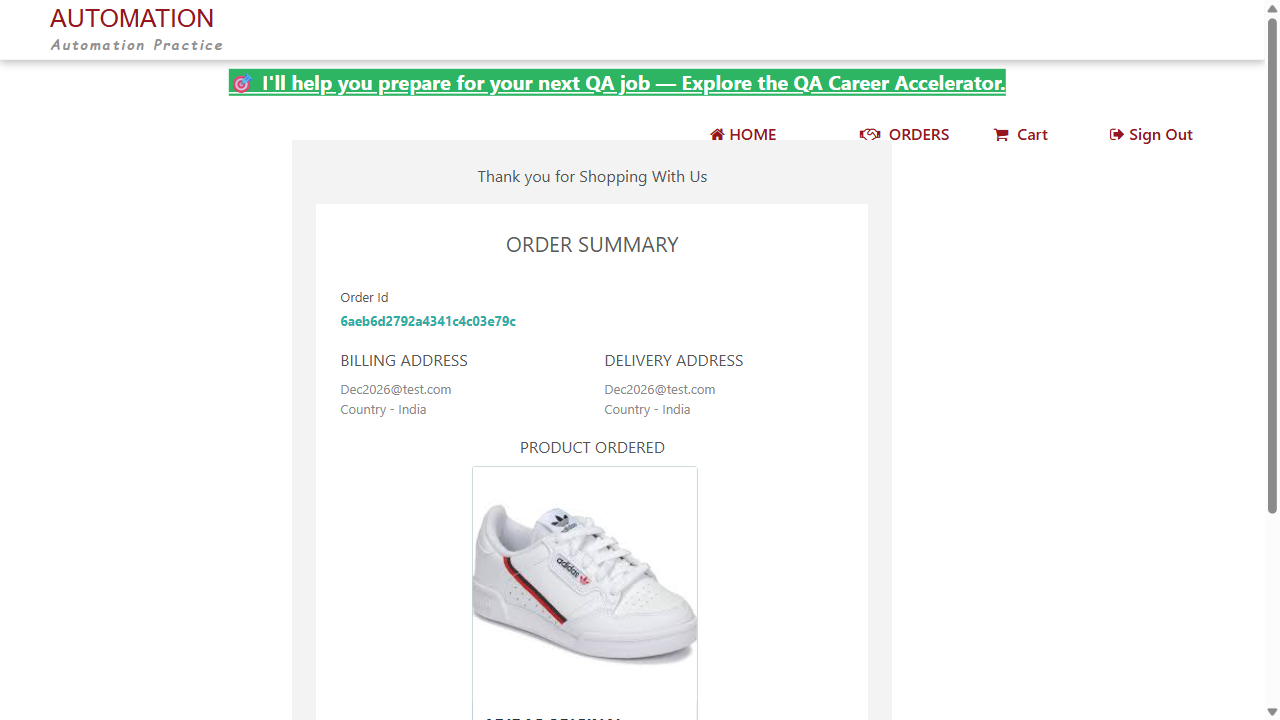 AUTOMATION
Automation Practice
🎯 I'll help you prepare for your next QA job — Explore the QA Career Accelerator.
HOME ORDERS Cart Sign Out
Thank you for Shopping With Us
ORDER SUMMARY
Order Id
6aeb6d2792a4341c4c03e79c
BILLING ADDRESS
Dec2026@test.com
Country - India
DELIVERY ADDRESS
Dec2026@test.com
Country - India
PRODUCT ORDERED
adidas